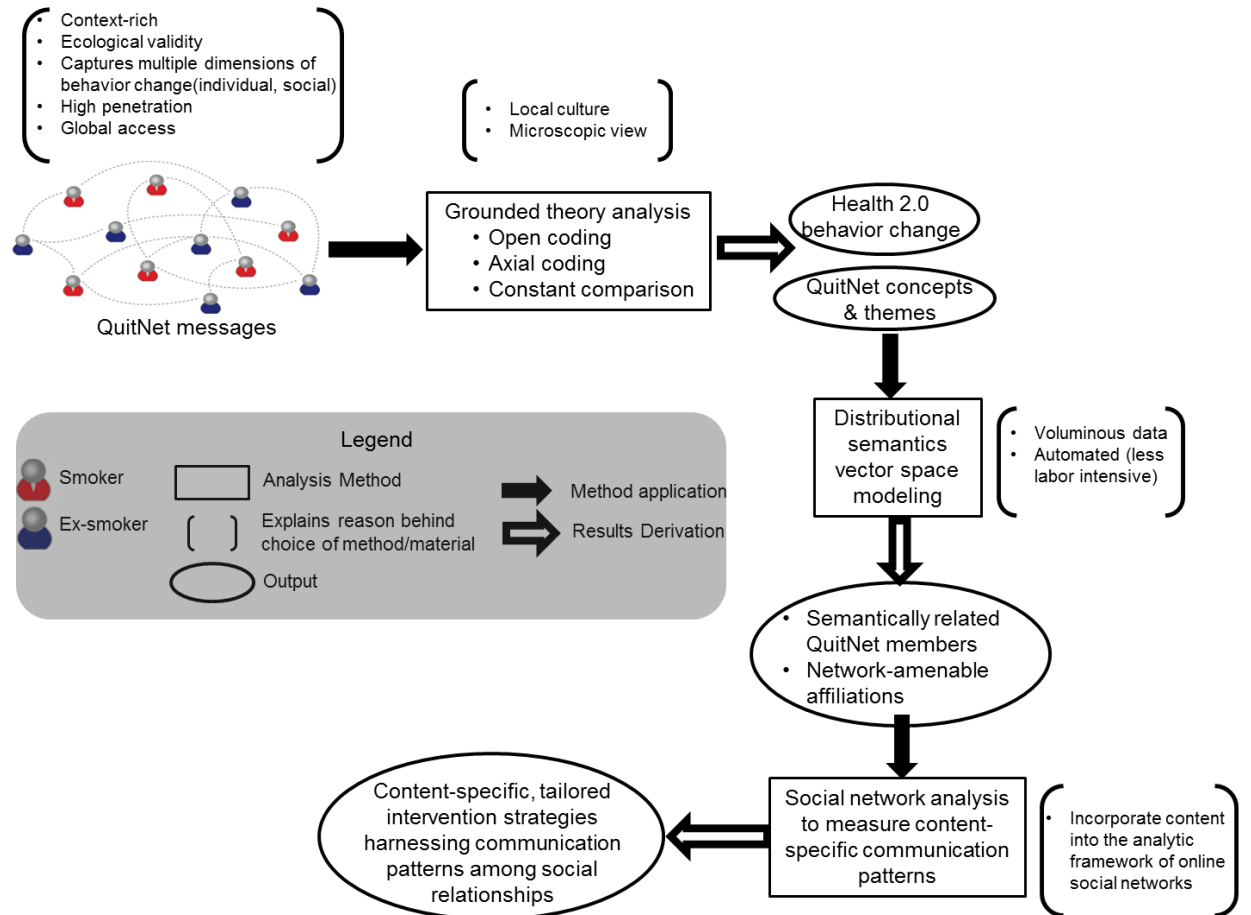 • Context-rich
• Ecological validity
• Captures multiple dimensions of
behavior change(individual, social)
• High penetration
• Global access
• Local culture
• Microscopic view
QuitNet messages
Grounded theory analysis
• Open coding
• Axial coding
• Constant comparison
Health 2.0
behavior change
QuitNet concepts
& themes
Distributional
semantics
vector space
modeling
• Voluminous data
• Automated (less
labor intensive)
Legend
Smoker
Ex-smoker
Analysis Method
Explains reason behind
choice of method/material
Output
Method application
Results Derivation
• Semantically related
QuitNet members
• Network-amenable
affiliations
Social network analysis
to measure content-
specific communication
patterns
• Incorporate content
into the analytic
framework of online
social networks
Content-specific, tailored
intervention strategies
harnessing communication
patterns among social
relationships